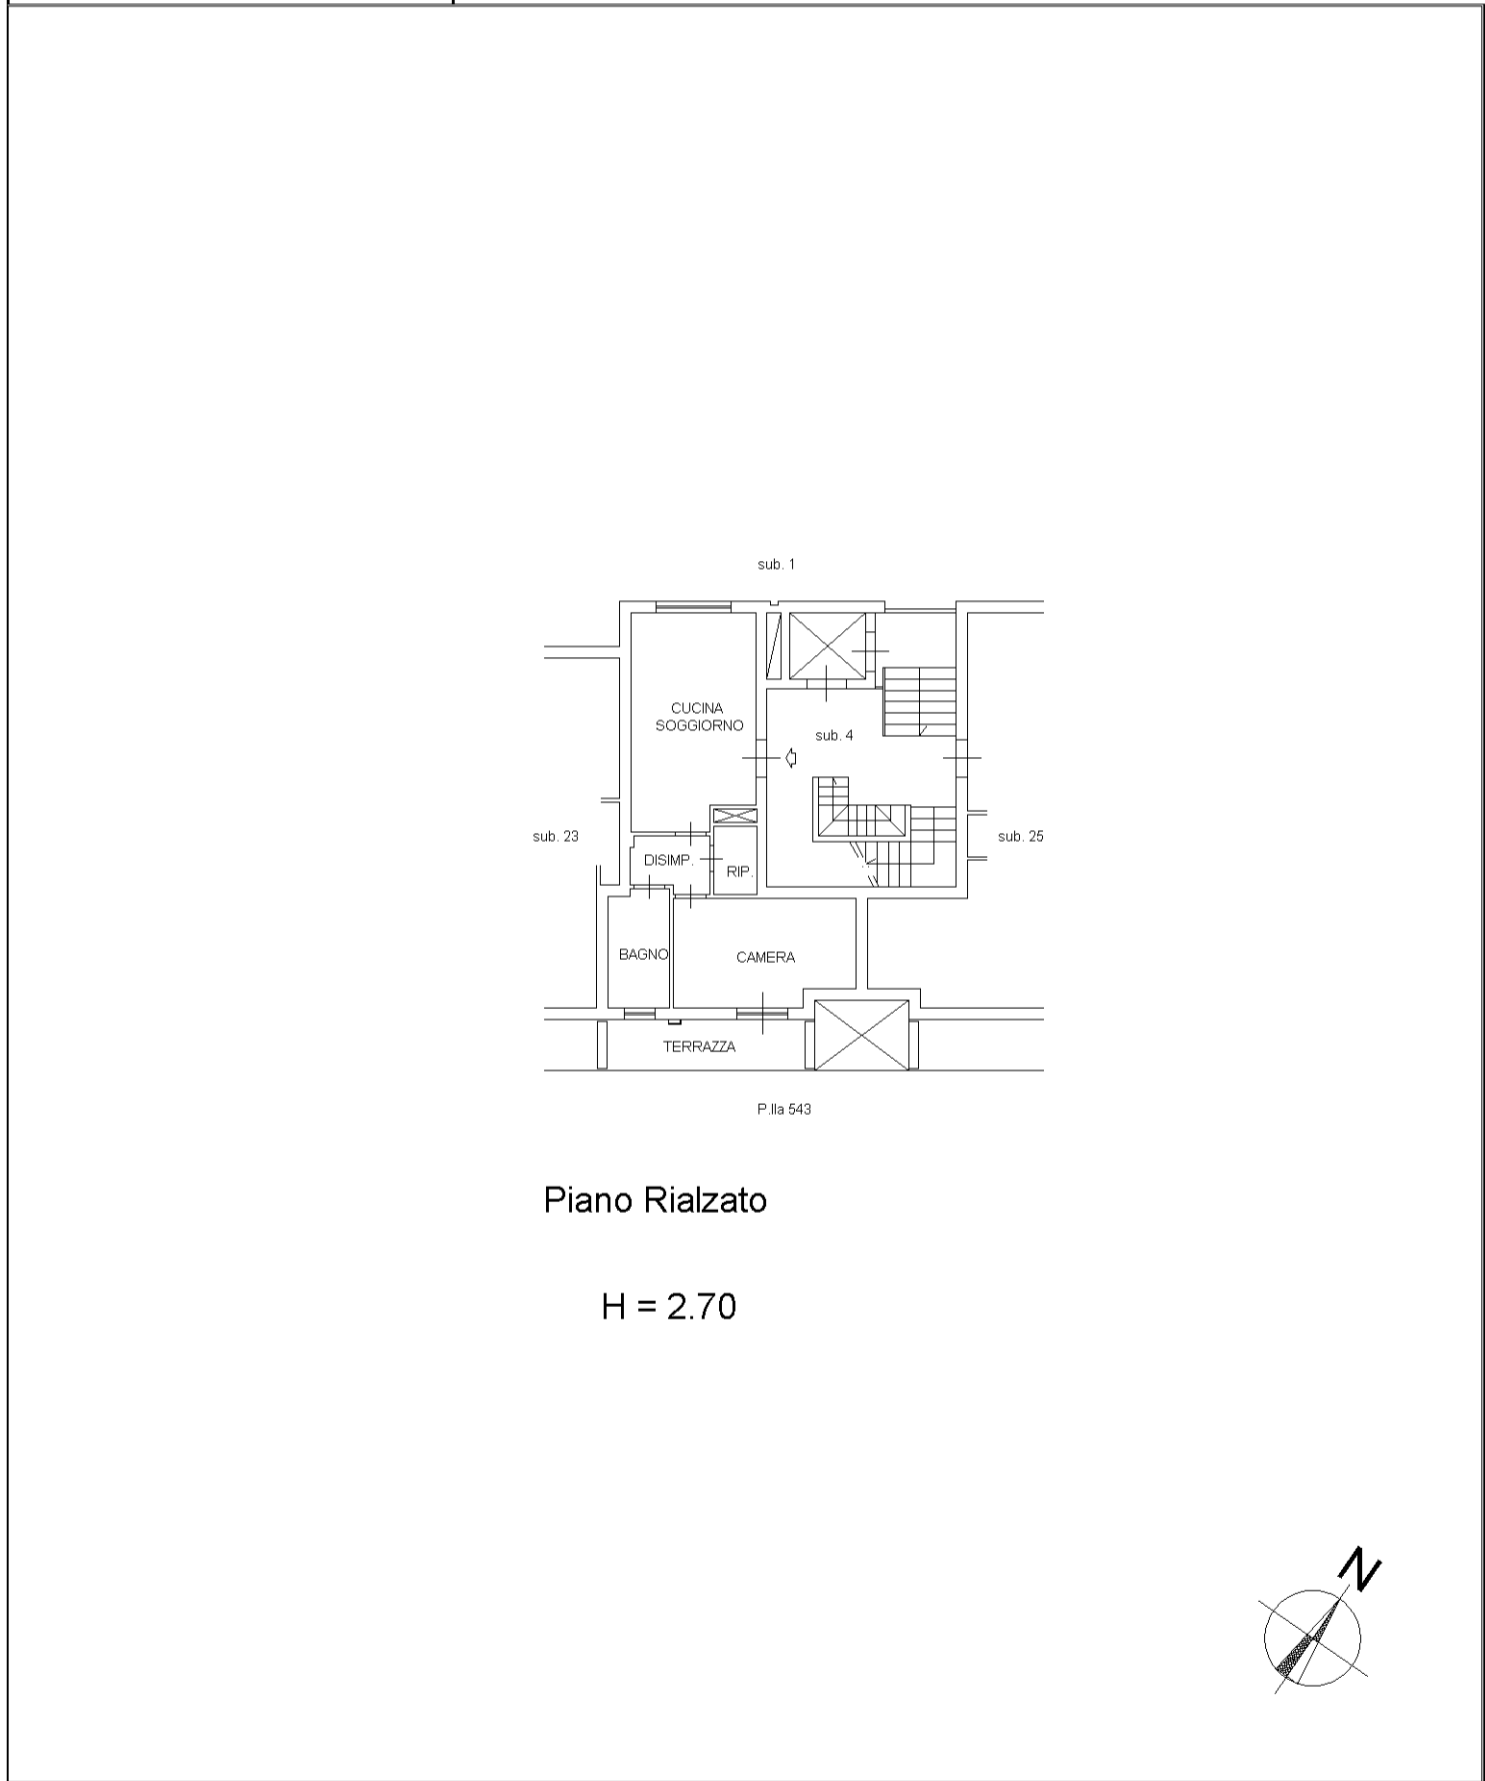 sub. 1
CUCINA
SOGGIORNO
sub. 4
sub. 23
sub. 25
DISIMP.
RIP.
BAGNO
CAMERA
TERRAZZA
P.lla 543
Piano Rialzato
H = 2.70
N